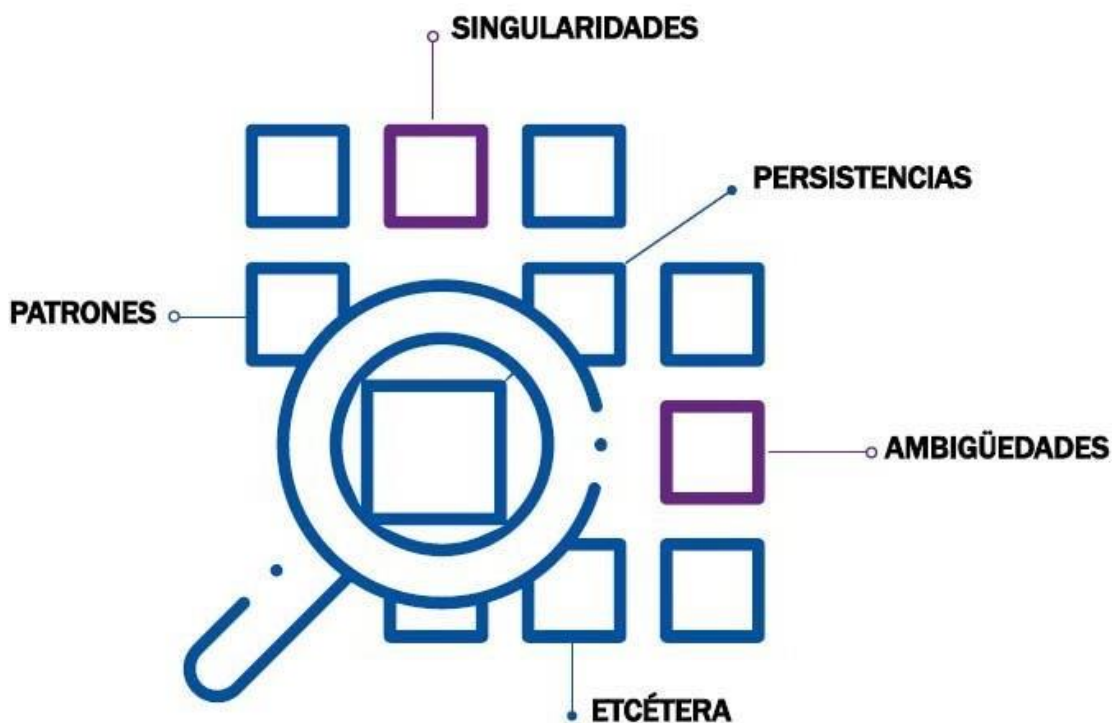 SINGULARIDADES
PERSISTENCIAS
PATRONES
AMBIGÜEDADES
ETCÉTERA